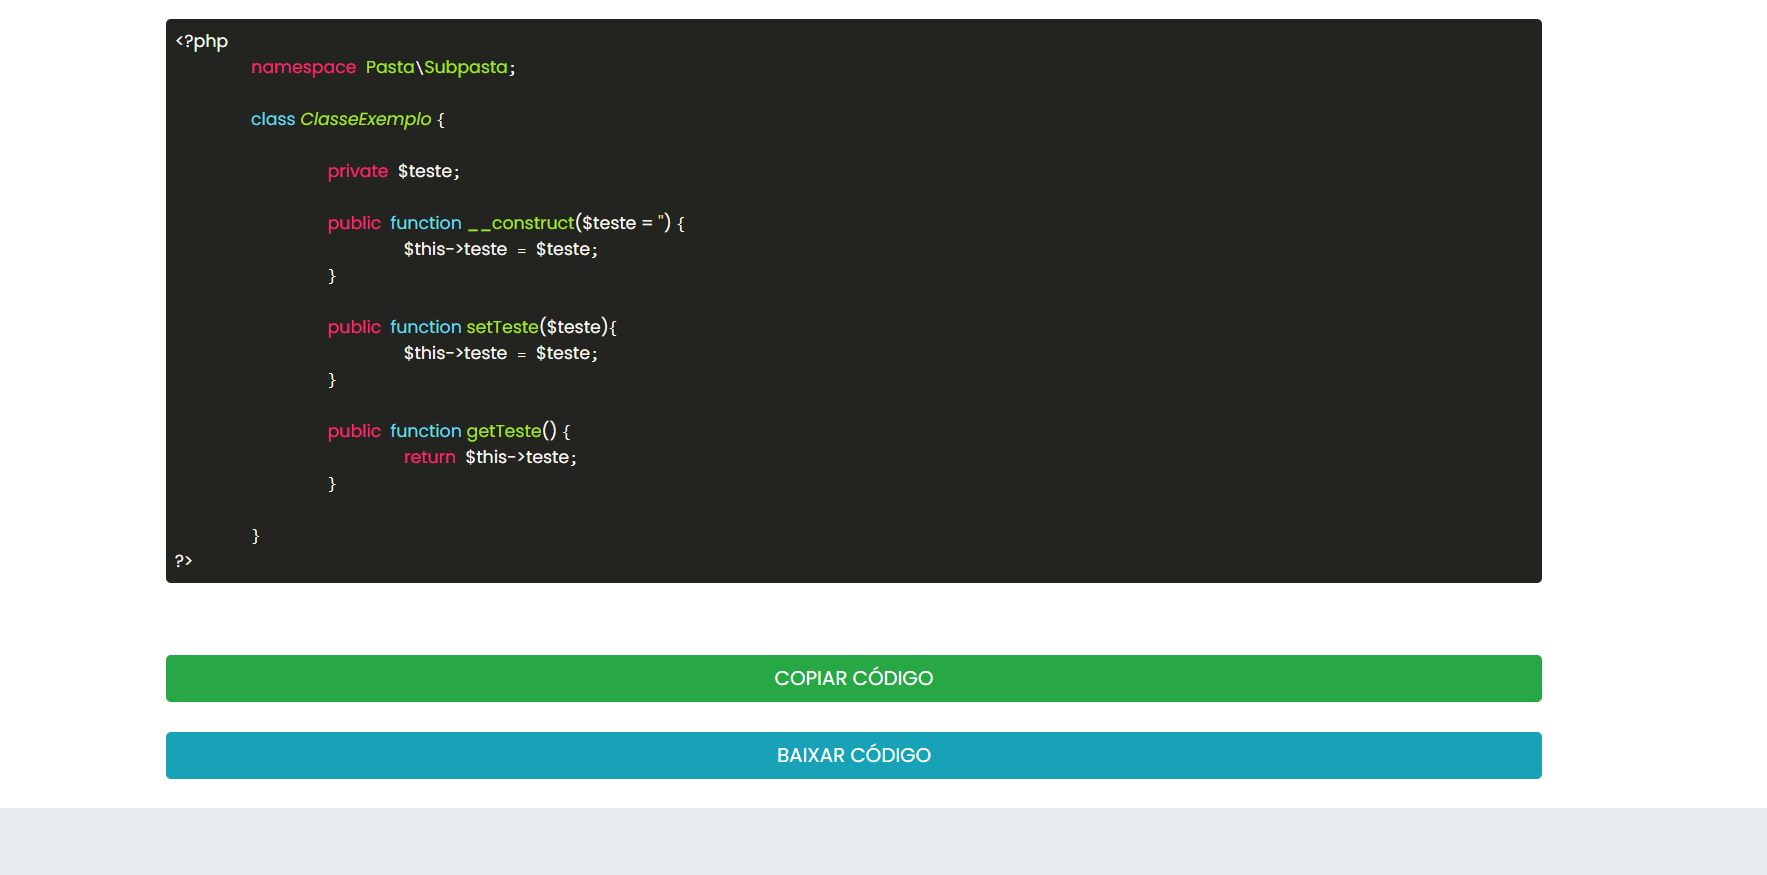 <?php
namespace Pasta\Subpasta;
class ClasseExemplo {
private $teste;
public function __construct($teste = '') {
$this->teste = $teste;
}
public function setTeste($teste){
$this->teste = $teste;
}
public function getTeste() {
return $this->teste;
}
}
?>
COPIAR CÓDIGO
BAIXAR CÓDIGO